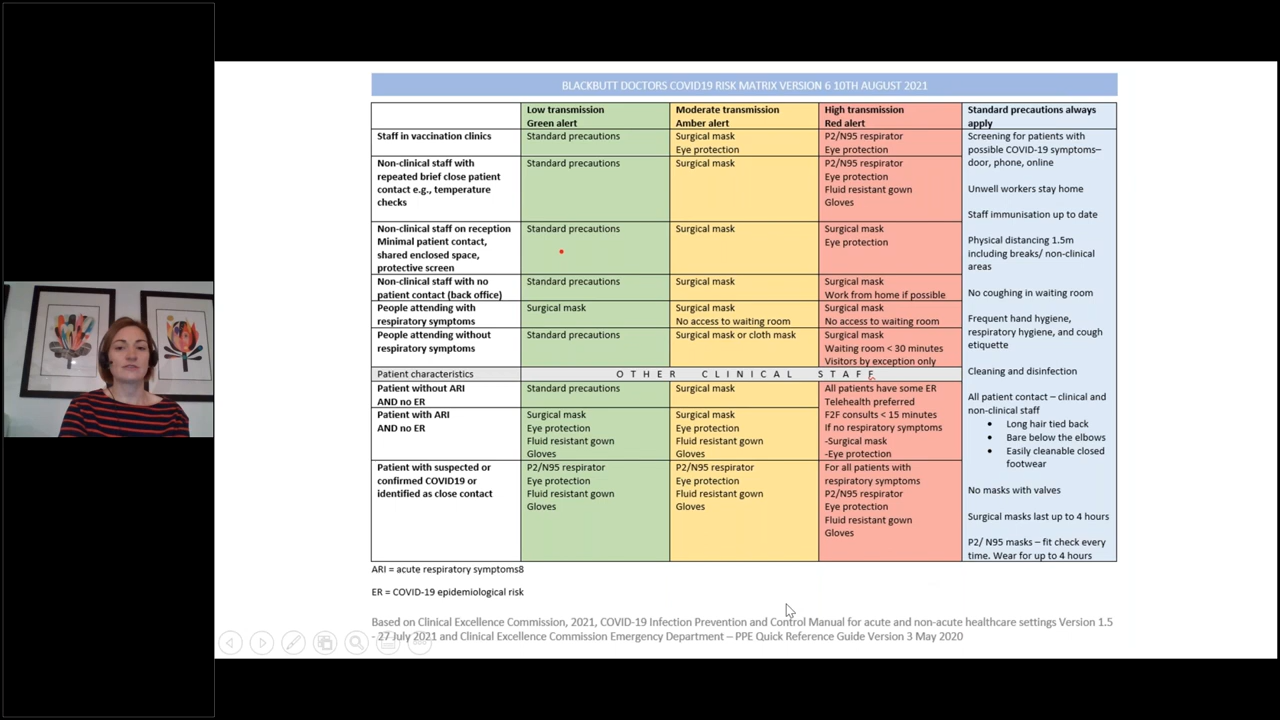 BLACKBUTT DOCTORS COVID19 RISK MATRIX VERSION 6 10TH AUGUST 2021
Low transmission
Green alert
Moderate transmission
Amber alert
High transmission
Red alert
Standard precautions always
apply
Staff in vaccination clinics
Standard precautions
Surgical mask
Eye protection
P2/N95 respirator
Eye protection
Non-clinical staff with
repeated brief close patient
contact e.g., temperature
checks
Standard precautions
Surgical mask
P2/N95 respirator
Eye protection
Fluid resistant gown
Gloves
Non-clinical staff on reception
Minimal patient contact,
shared enclosed space,
protective screen
Standard precautions
Surgical mask
Surgical mask
Eye protection
Non-clinical staff with no
patient contact (back office)
Standard precautions
Surgical mask
Surgical mask
Work from home if possible
People attending with
respiratory symptoms
Surgical mask
Surgical mask
No access to waiting room
Surgical mask
No access to waiting room
People attending without
respiratory symptoms
Standard precautions
Surgical mask or cloth mask
Surgical mask
Waiting room < 30 minutes
Visitors by exception only
Patient characteristics
OTHER CLINICAL STAFF
Patient without ARI
AND no ER
Standard precautions
Surgical mask
All patients have some ER
Telehealth preferred
F2F consults < 15 minutes
If no respiratory symptoms
-Surgical mask
-Eye protection
Patient with ARI
AND no ER
Surgical mask
Eye protection
Fluid resistant gown
Gloves
Surgical mask
Eye protection
Fluid resistant gown
Gloves
Patient with suspected or
confirmed COVID19 or
identified as close contact
P2/N95 respirator
Eye protection
Fluid resistant gown
Gloves
P2/N95 respirator
Eye protection
Fluid resistant gown
Gloves
For all patients with
respiratory symptoms
P2/N95 respirator
Eye protection
Fluid resistant gown
Gloves
Screening for patients with
possible COVID-19 symptoms–
door, phone, online
Unwell workers stay home
Staff immunisation up to date
Physical distancing 1.5m
including breaks/ non-clinical
areas
No coughing in waiting room
Frequent hand hygiene,
respiratory hygiene, and cough
etiquette
Cleaning and disinfection
All patient contact – clinical and
non-clinical staff
• Long hair tied back
• Bare below the elbows
• Easily cleanable closed
footwear
No masks with valves
Surgical masks last up to 4 hours
P2/ N95 masks – fit check every
time. Wear for up to 4 hours
ARI = acute respiratory symptoms8
ER = COVID-19 epidemiological risk
Based on Clinical Excellence Commission, 2021, COVID-19 Infection Prevention and Control Manual for acute and non-acute healthcare settings Version 1.5
- 27 July 2021 and Clinical Excellence Commission Emergency Department – PPE Quick Reference Guide Version 3 May 2020